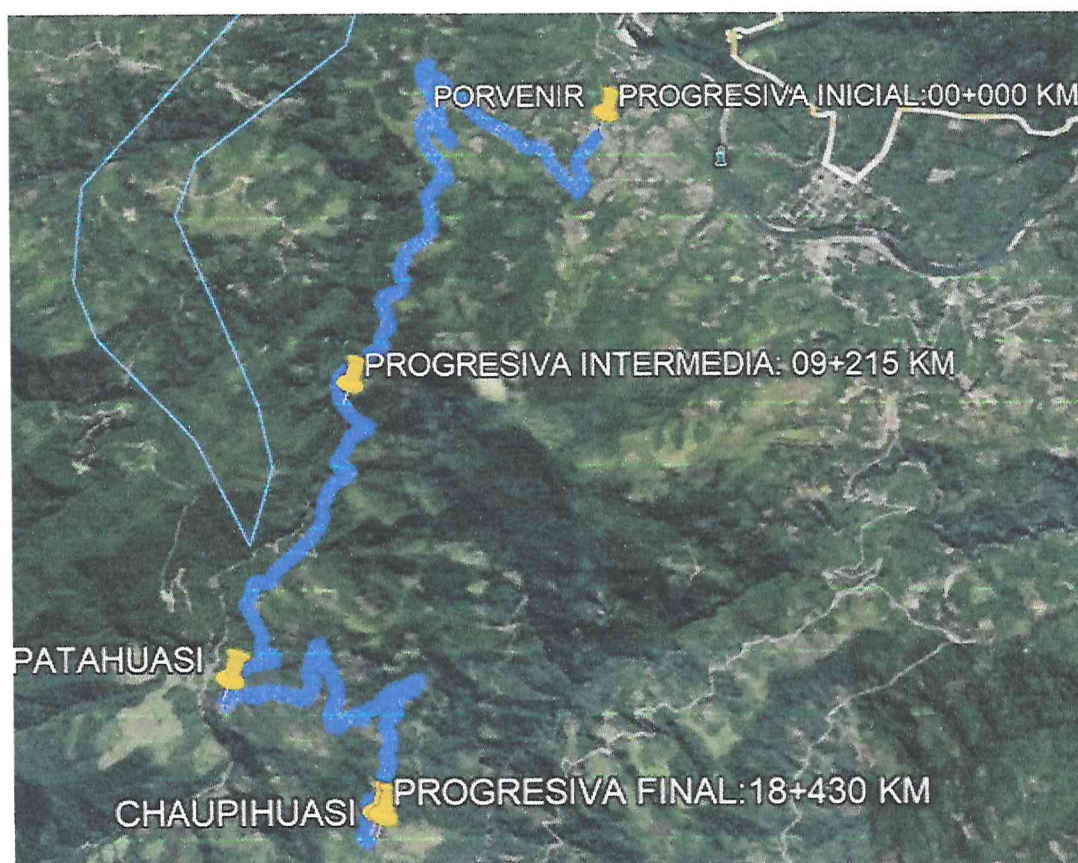 PORVENIR PROGRESIVA INICIAL:00+000 KM
PROGRESIVA INTERMEDIA: 09+215 KM
PATAHUASI
PROGRESIVA FINAL:18+430 KM
CHAUPIHUASI